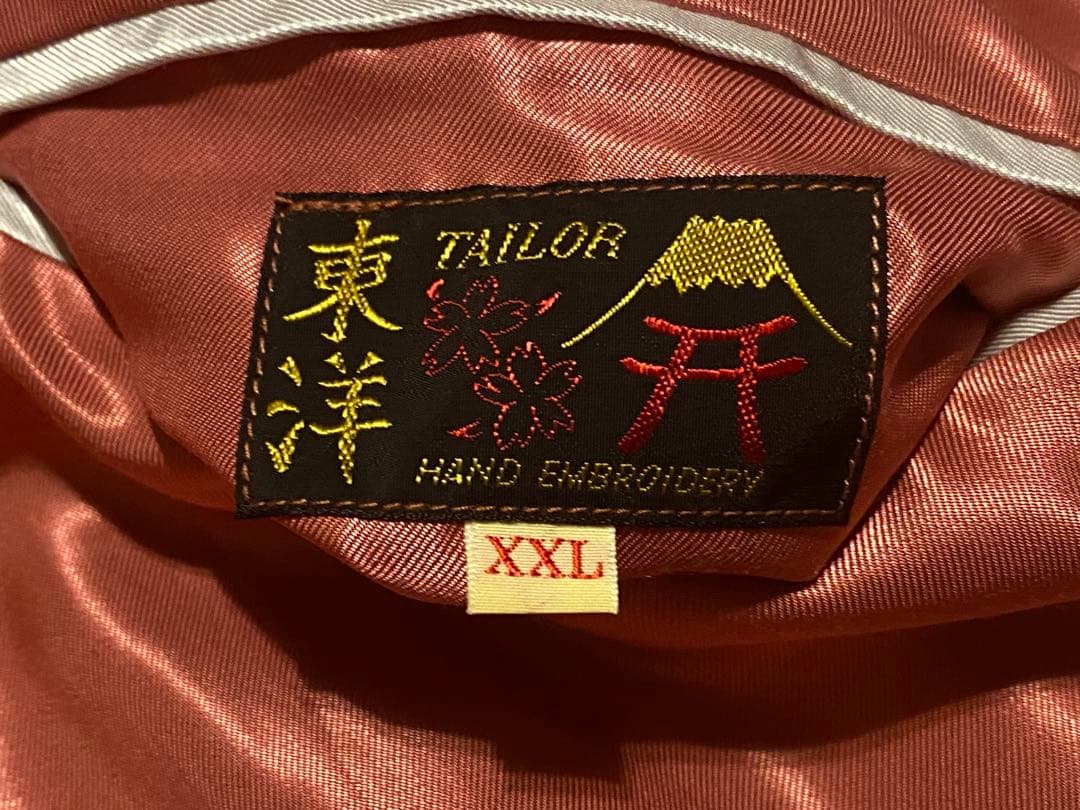 東洋
TAILOR
HAND EMBROIDERY
XXL